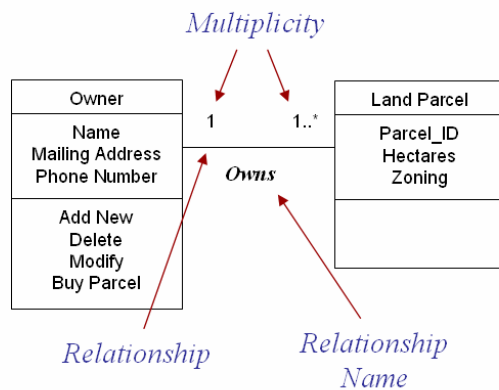 Multiplicity
Owner
Name
Mailing Address
Phone Number
Add New
Delete
Modify
Buy Parcel
1
1..*
Owns
Land Parcel
Parcel_ID
Hectares
Zoning
Relationship
Relationship
Name